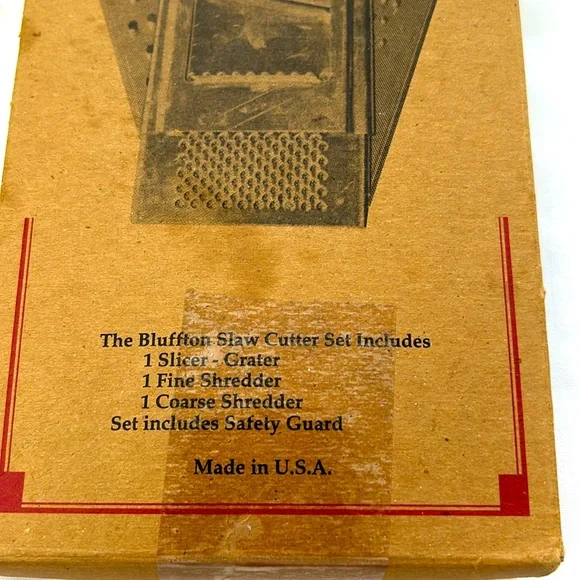 The Bluffton Slaw Cutter Set Includes
1 Slicer - Grater
1 Fine Shredder
1 Coarse Shredder
Set includes Safety Guard
Made in U.S.A.